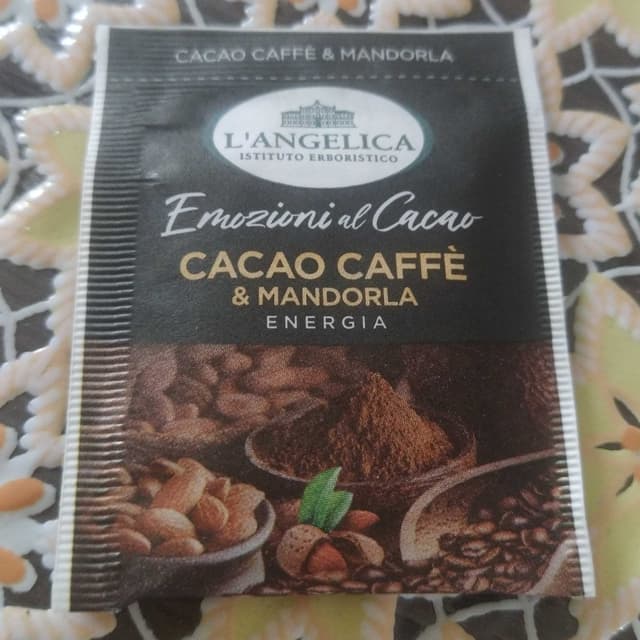 CACAO CAFFÈ & MANDORLA
L'ANGELICA
ISTITUTO ERBORISTICO
Emozioni al Cacao
CACAO CAFFÈ
& MANDORLA
ENERGIA